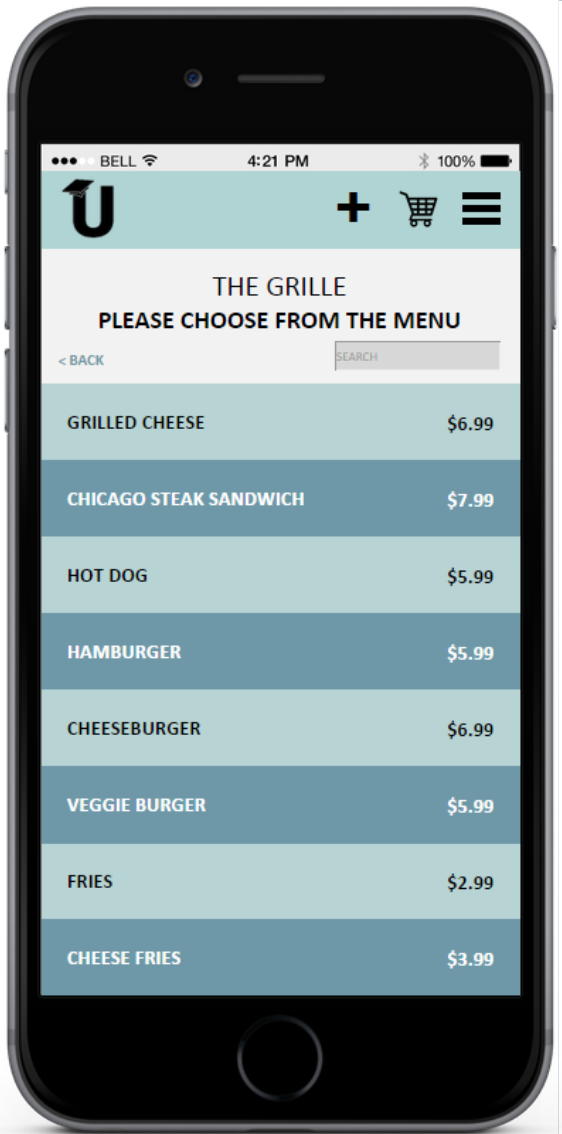 BELL 4:21 PM 100%
U
THE GRILLE
PLEASE CHOOSE FROM THE MENU
< BACK SEARCH
GRILLED CHEESE $6.99
CHICAGO STEAK SANDWICH $7.99
HOT DOG $5.99
HAMBURGER $5.99
CHEESEBURGER $6.99
VEGGIE BURGER $5.99
FRIES $2.99
CHEESE FRIES $3.99